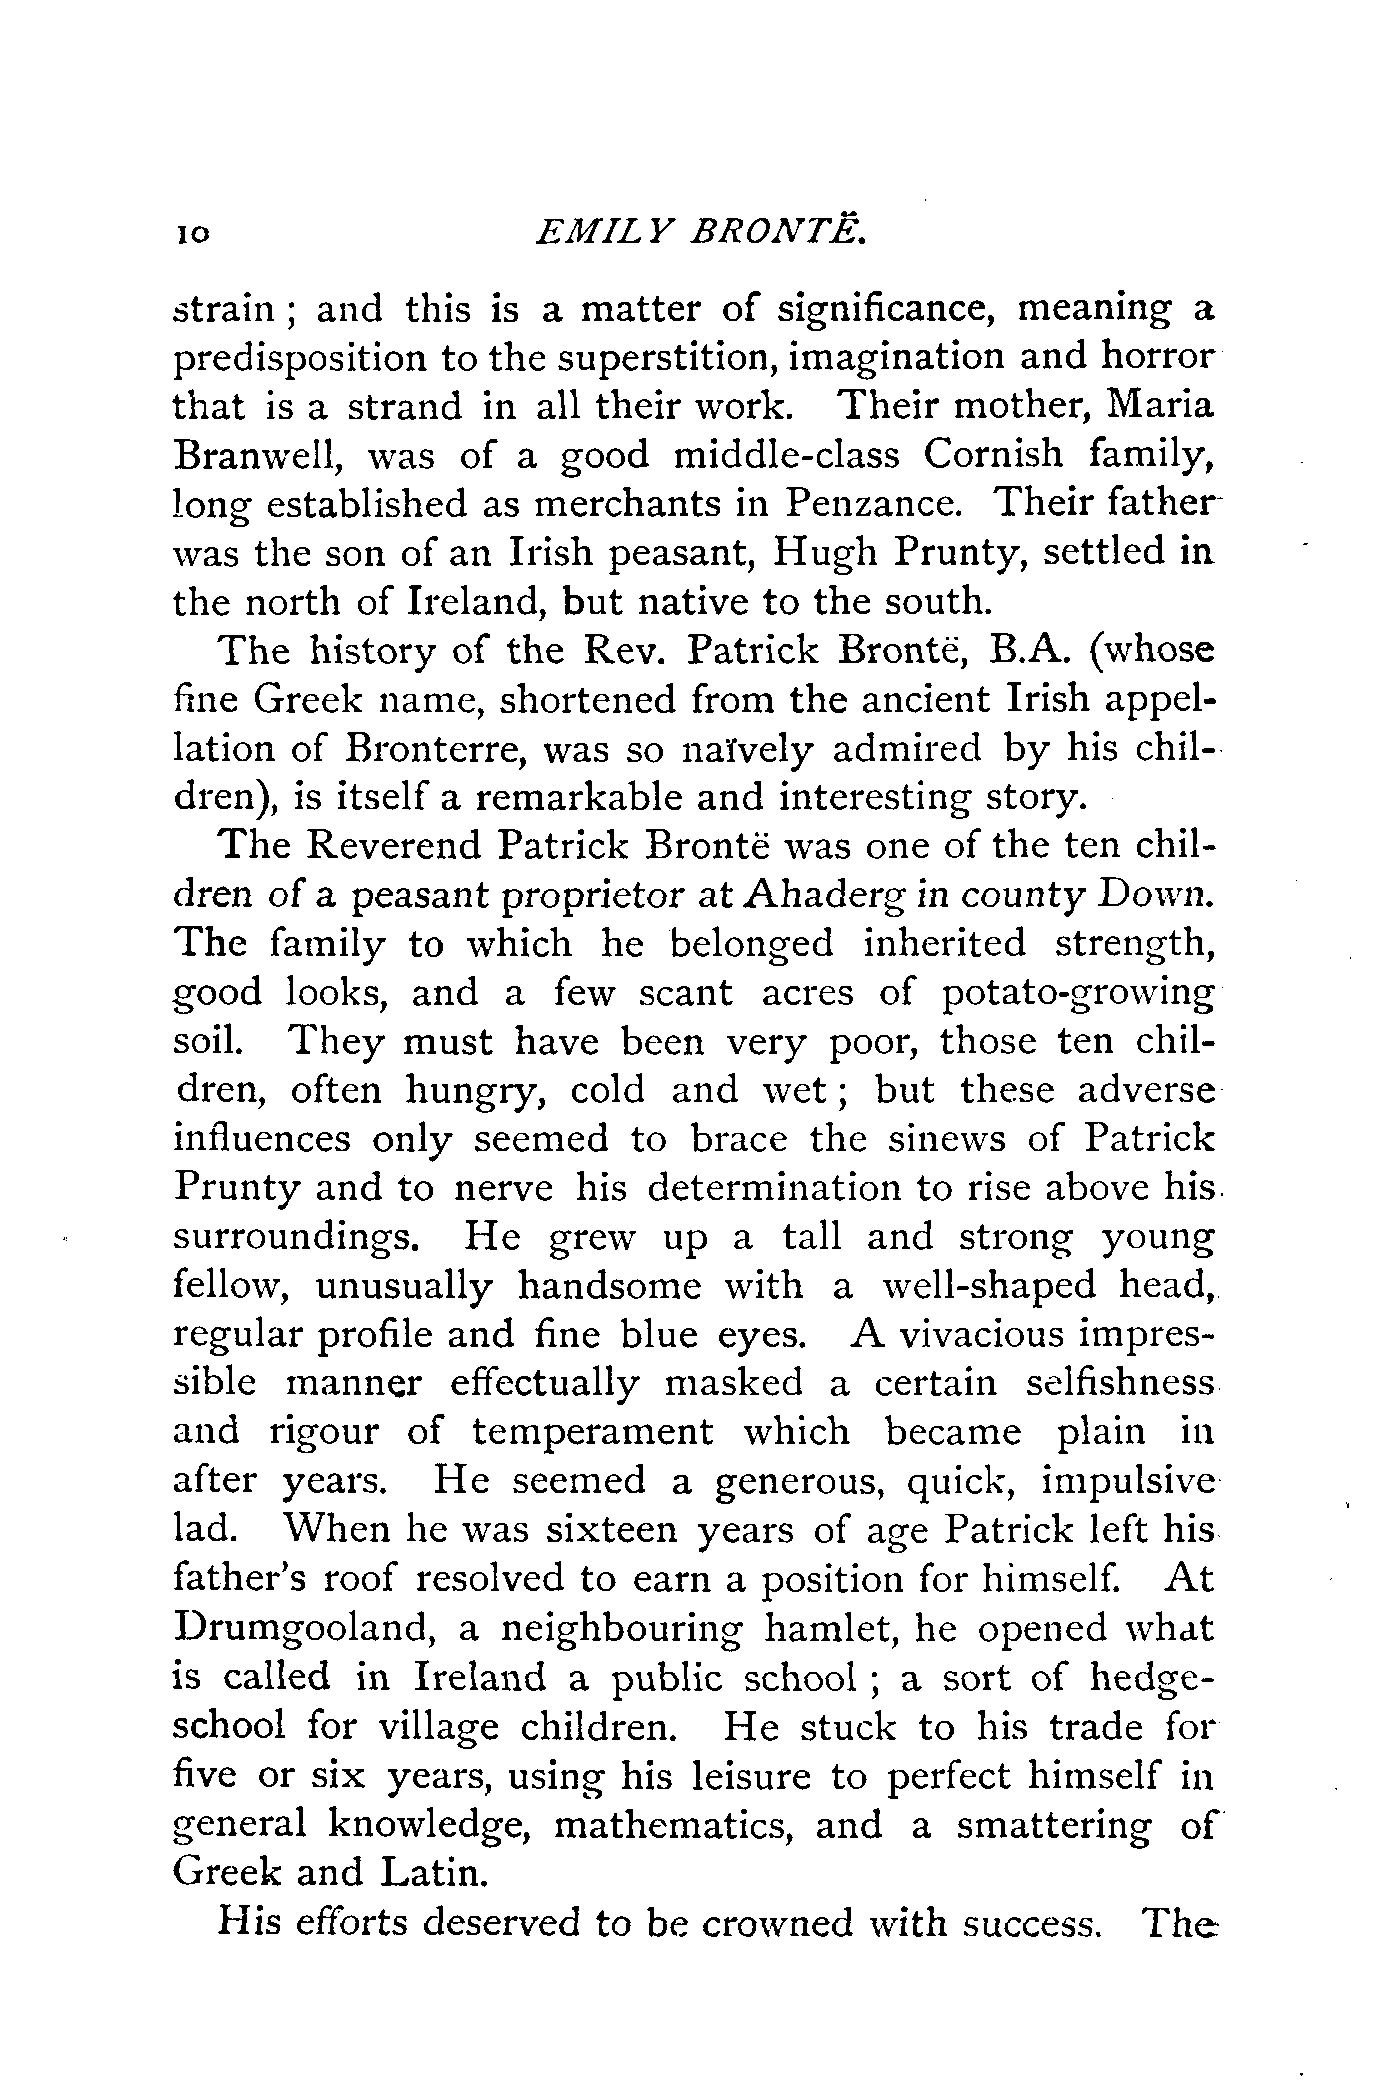 10 EMILY BRONTË.
strain ; and this is a matter of significance, meaning a
predisposition to the superstition, imagination and horror
that is a strand in all their work. Their mother, Maria
Branwell, was of a good middle-class Cornish family,
long established as merchants in Penzance. Their father
was the son of an Irish peasant, Hugh Prunty, settled in
the north of Ireland, but native to the south.
The history of the Rev. Patrick Brontë, B.A. (whose
fine Greek name, shortened from the ancient Irish appel-
lation of Bronterre, was so naïvely admired by his chil-
dren), is itself a remarkable and interesting story.
The Reverend Patrick Brontë was one of the ten chil-
dren of a peasant proprietor at Ahaderg in county Down.
The family to which he belonged inherited strength,
good looks, and a few scant acres of potato-growing
soil. They must have been very poor, those ten chil-
dren, often hungry, cold and wet ; but these adverse
influences only seemed to brace the sinews of Patrick
Prunty and to nerve his determination to rise above his
surroundings. He grew up a tall and strong young
fellow, unusually handsome with a well-shaped head,
regular profile and fine blue eyes. A vivacious impres-
sible manner effectually masked a certain selfishness
and rigour of temperament which became plain in
after years. He seemed a generous, quick, impulsive
lad. When he was sixteen years of age Patrick left his
father's roof resolved to earn a position for himself. At
Drumgooland, a neighbouring hamlet, he opened what
is called in Ireland a public school ; a sort of hedge-
school for village children. He stuck to his trade for
five or six years, using his leisure to perfect himself in
general knowledge, mathematics, and a smattering of
Greek and Latin.
His efforts deserved to be crowned with success. The